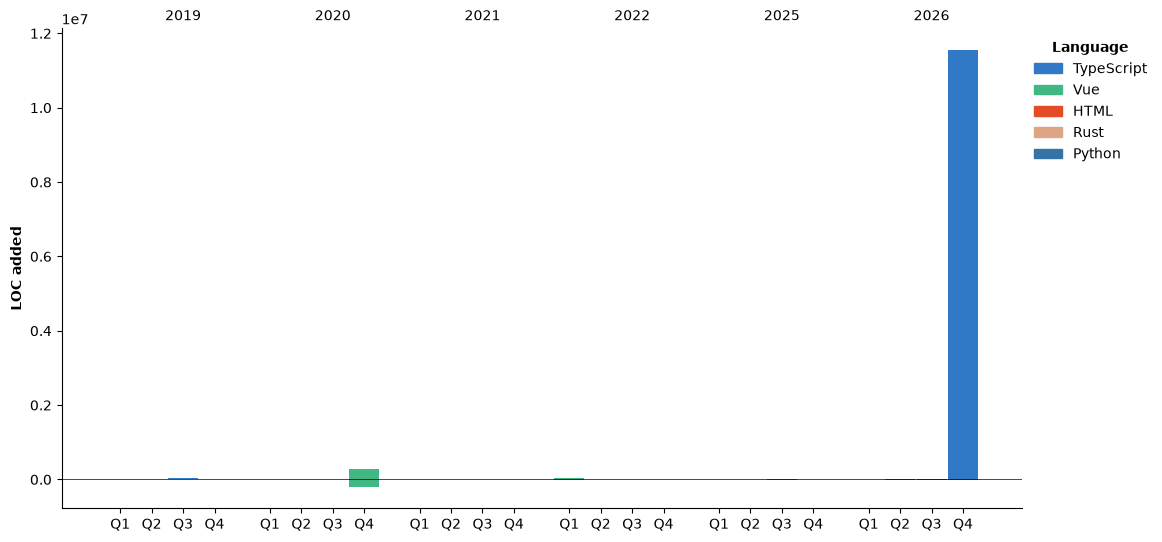 1e7
2019 2020 2021 2022 2025 2026
1.2
1.0
0.8
0.6
0.4
0.2
0.0
LOC added
Q1 Q2 Q3 Q4 Q1 Q2 Q3 Q4 Q1 Q2 Q3 Q4 Q1 Q2 Q3 Q4 Q1 Q2 Q3 Q4 Q1 Q2 Q3 Q4
Language
TypeScript
Vue
HTML
Rust
Python